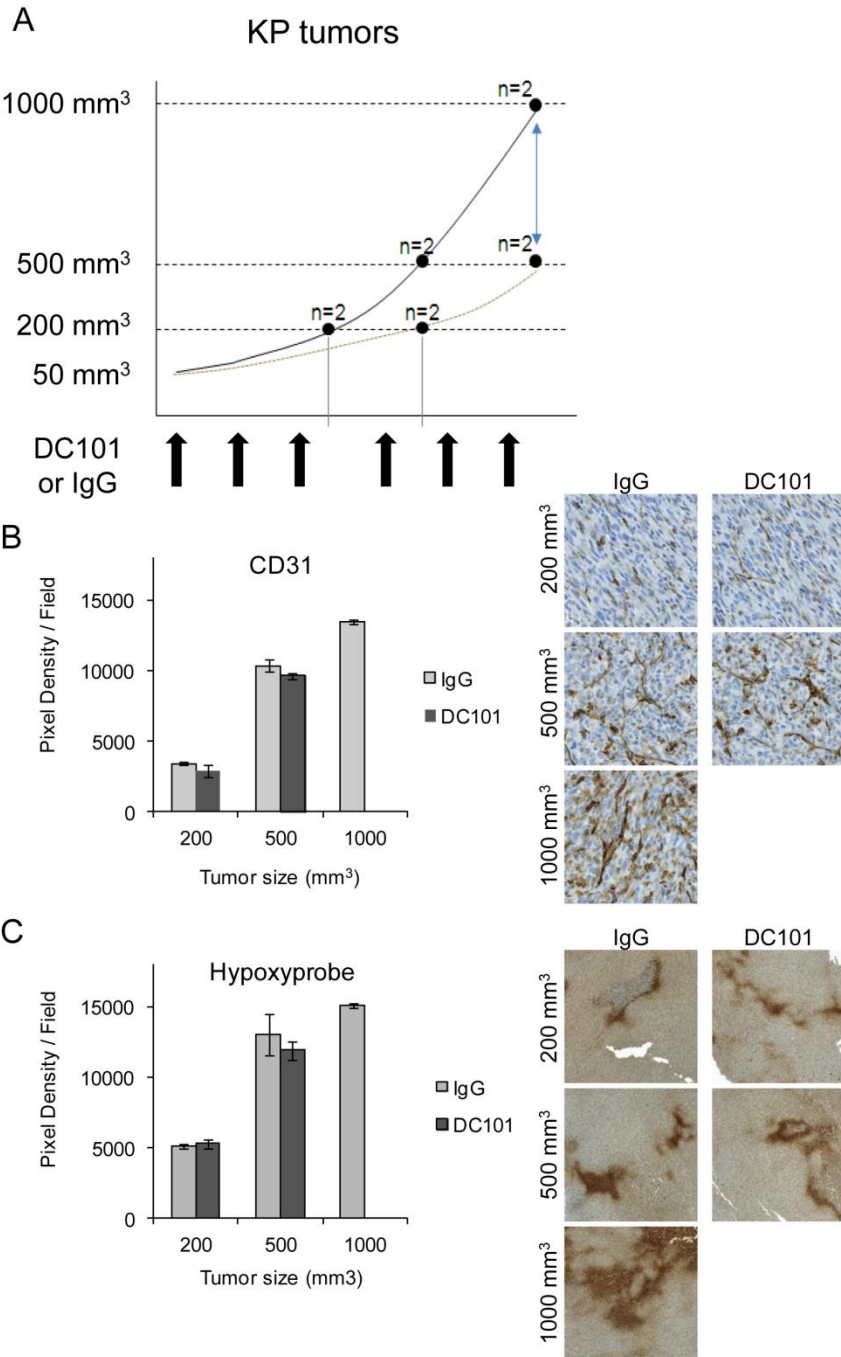 A
KP tumors
1000 mm³
n=2
500 mm³
n=2
n=2
200 mm³
n=2
n=2
50 mm³
DC101
or IgG
B
CD31
Pixel Density / Field
15000
10000
5000
0
200 500 1000
Tumor size (mm³)
IgG
DC101
IgG DC101
200 mm³
500 mm³
1000 mm³
C
Hypoxyprobe
Pixel Density / Field
15000
10000
5000
0
200 500 1000
Tumor size (mm3)
IgG
DC101
IgG DC101
200 mm³
500 mm³
1000 mm³